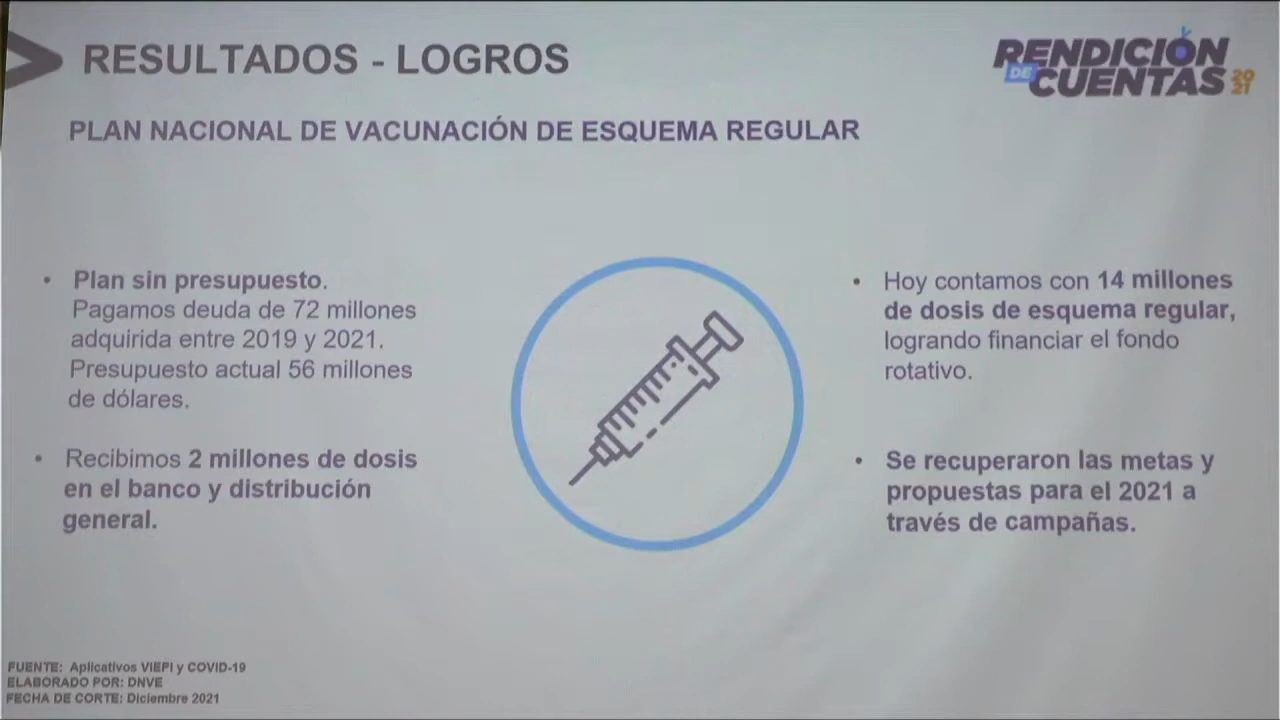 RESULTADOS - LOGROS
RENDICIÓN
DE CUENTAS 2021
PLAN NACIONAL DE VACUNACIÓN DE ESQUEMA REGULAR
• Plan sin presupuesto.
Pagamos deuda de 72 millones
adquirida entre 2019 y 2021.
Presupuesto actual 56 millones
de dólares.
• Recibimos 2 millones de dosis
en el banco y distribución
general.
• Hoy contamos con 14 millones
de dosis de esquema regular,
logrando financiar el fondo
rotativo.
• Se recuperaron las metas y
propuestas para el 2021 a
través de campañas.
FUENTE: Aplicativos VIEPI y COVID-19
ELABORADO POR: DNVE
FECHA DE CORTE: Diciembre 2021